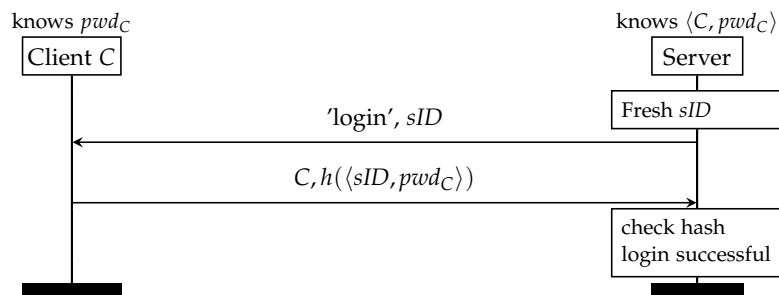 knows pwd_C
knows ⟨C, pwd_C⟩
Client C
Server
Fresh sID
'login', sID
C, h(⟨sID, pwd_C⟩)
check hash
login successful